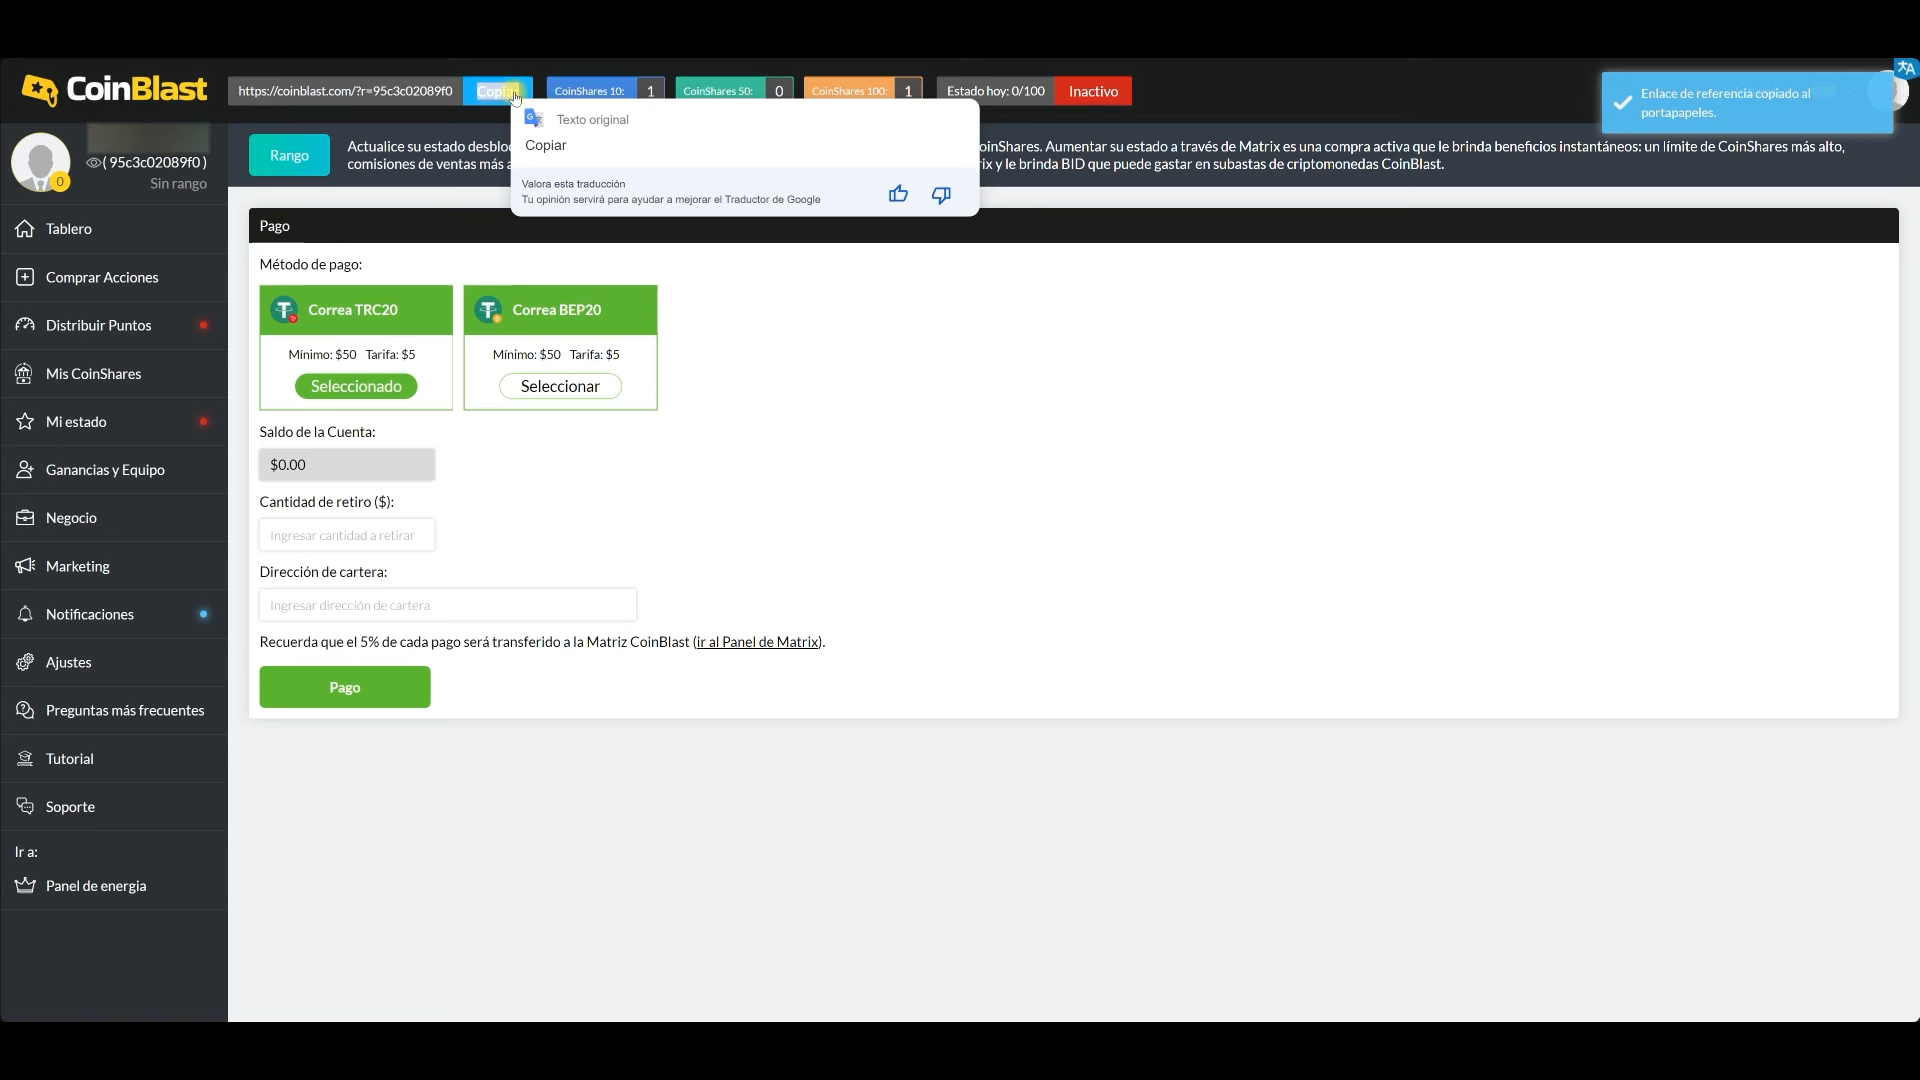 CoinBlast
https://coinblast.com/?r=95c3c02089f0
Copiar
CoinShares 10: 1
CoinShares 50: 0
CoinShares 100: 1
Estado hoy: 0/100 Inactivo
Enlace de referencia copiado al
portapapeles.
Texto original
Copiar
Valora esta traducción
Tu opinión servirá para ayudar a mejorar el Traductor de Google
(95c3c02089f0)
0
Sin rango
Rango
Actualice su estado desblo
oinShares. Aumentar su estado a través de Matrix es una compra activa que le brinda beneficios instantáneos: un límite de CoinShares más alto,
comisiones de ventas más a
rix y le brinda BID que puede gastar en subastas de criptomonedas CoinBlast.
Tablero
Comprar Acciones
Distribuir Puntos
Mis CoinShares
Mi estado
Ganancias y Equipo
Negocio
Marketing
Notificaciones
Ajustes
Preguntas más frecuentes
Tutorial
Soporte
Ir a:
Panel de energia
Pago
Método de pago:
Correa TRC20
Mínimo: $50 Tarifa: $5
Seleccionado
Correa BEP20
Mínimo: $50 Tarifa: $5
Seleccionar
Saldo de la Cuenta:
$0.00
Cantidad de retiro ($):
Ingresar cantidad a retirar
Dirección de cartera:
Ingresar dirección de cartera
Recuerda que el 5% de cada pago será transferido a la Matriz CoinBlast (ir al Panel de Matrix).
Pago